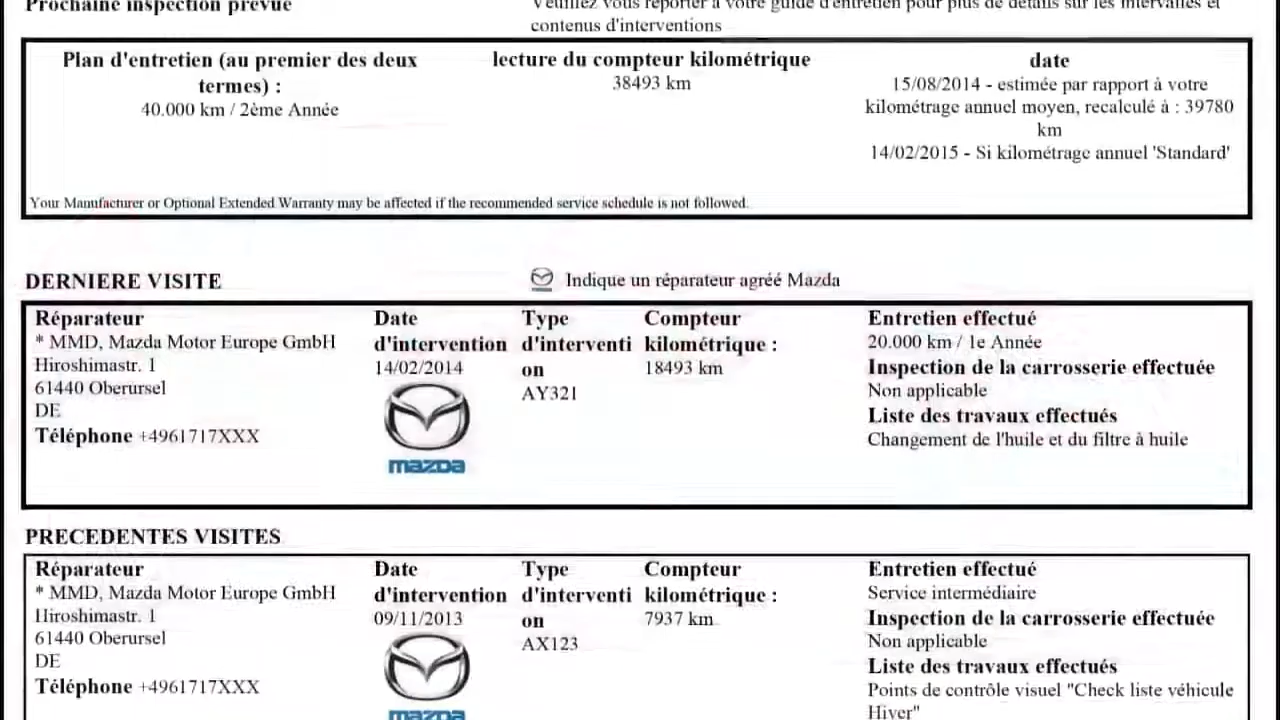 Prochaine inspection prévue
Veuillez vous reporter à votre guide d'entretien pour plus de détails sur les intervalles et
contenus d'interventions
Plan d'entretien (au premier des deux
termes) :
40.000 km / 2ème Année
lecture du compteur kilométrique
38493 km
date
15/08/2014 - estimée par rapport à votre
kilométrage annuel moyen, recalculé à : 39780
km
14/02/2015 - Si kilométrage annuel 'Standard'
Your Manufacturer or Optional Extended Warranty may be affected if the recommended service schedule is not followed.
DERNIERE VISITE
Indique un réparateur agréé Mazda
Réparateur
* MMD, Mazda Motor Europe GmbH
Hiroshimastr. 1
61440 Oberursel
DE
Téléphone +4961717XXX
Date
d'intervention
14/02/2014
mazda
Type
d'interventi
on
AY321
Compteur
kilométrique :
18493 km
Entretien effectué
20.000 km / 1e Année
Inspection de la carrosserie effectuée
Non applicable
Liste des travaux effectués
Changement de l'huile et du filtre à huile
PRECEDENTES VISITES
Réparateur
* MMD, Mazda Motor Europe GmbH
Hiroshimastr. 1
61440 Oberursel
DE
Téléphone +4961717XXX
Date
d'intervention
09/11/2013
mazda
Type
d'interventi
on
AX123
Compteur
kilométrique :
7937 km
Entretien effectué
Service intermédiaire
Inspection de la carrosserie effectuée
Non applicable
Liste des travaux effectués
Points de contrôle visuel "Check liste véhicule
Hiver"